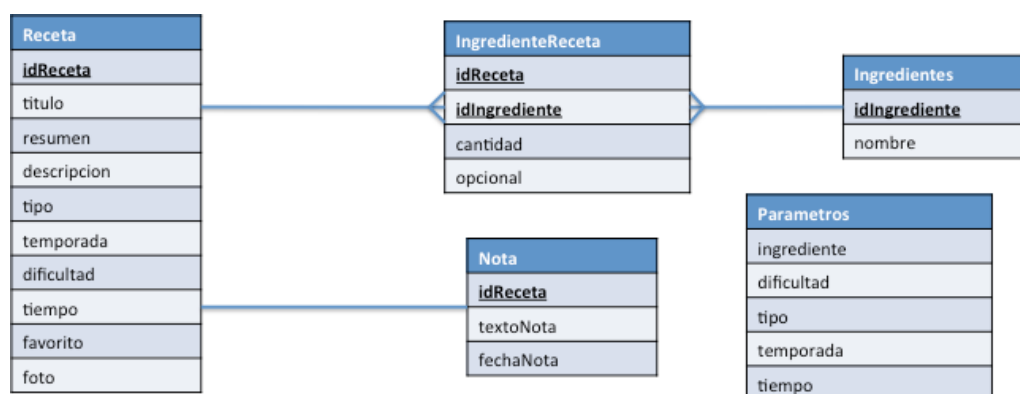 Receta
idReceta
titulo
resumen
descripcion
tipo
temporada
dificultad
tiempo
favorito
foto
IngredienteReceta
idReceta
idIngrediente
cantidad
opcional
Ingredientes
idIngrediente
nombre
Nota
idReceta
textoNota
fechaNota
Parametros
ingrediente
dificultad
tipo
temporada
tiempo